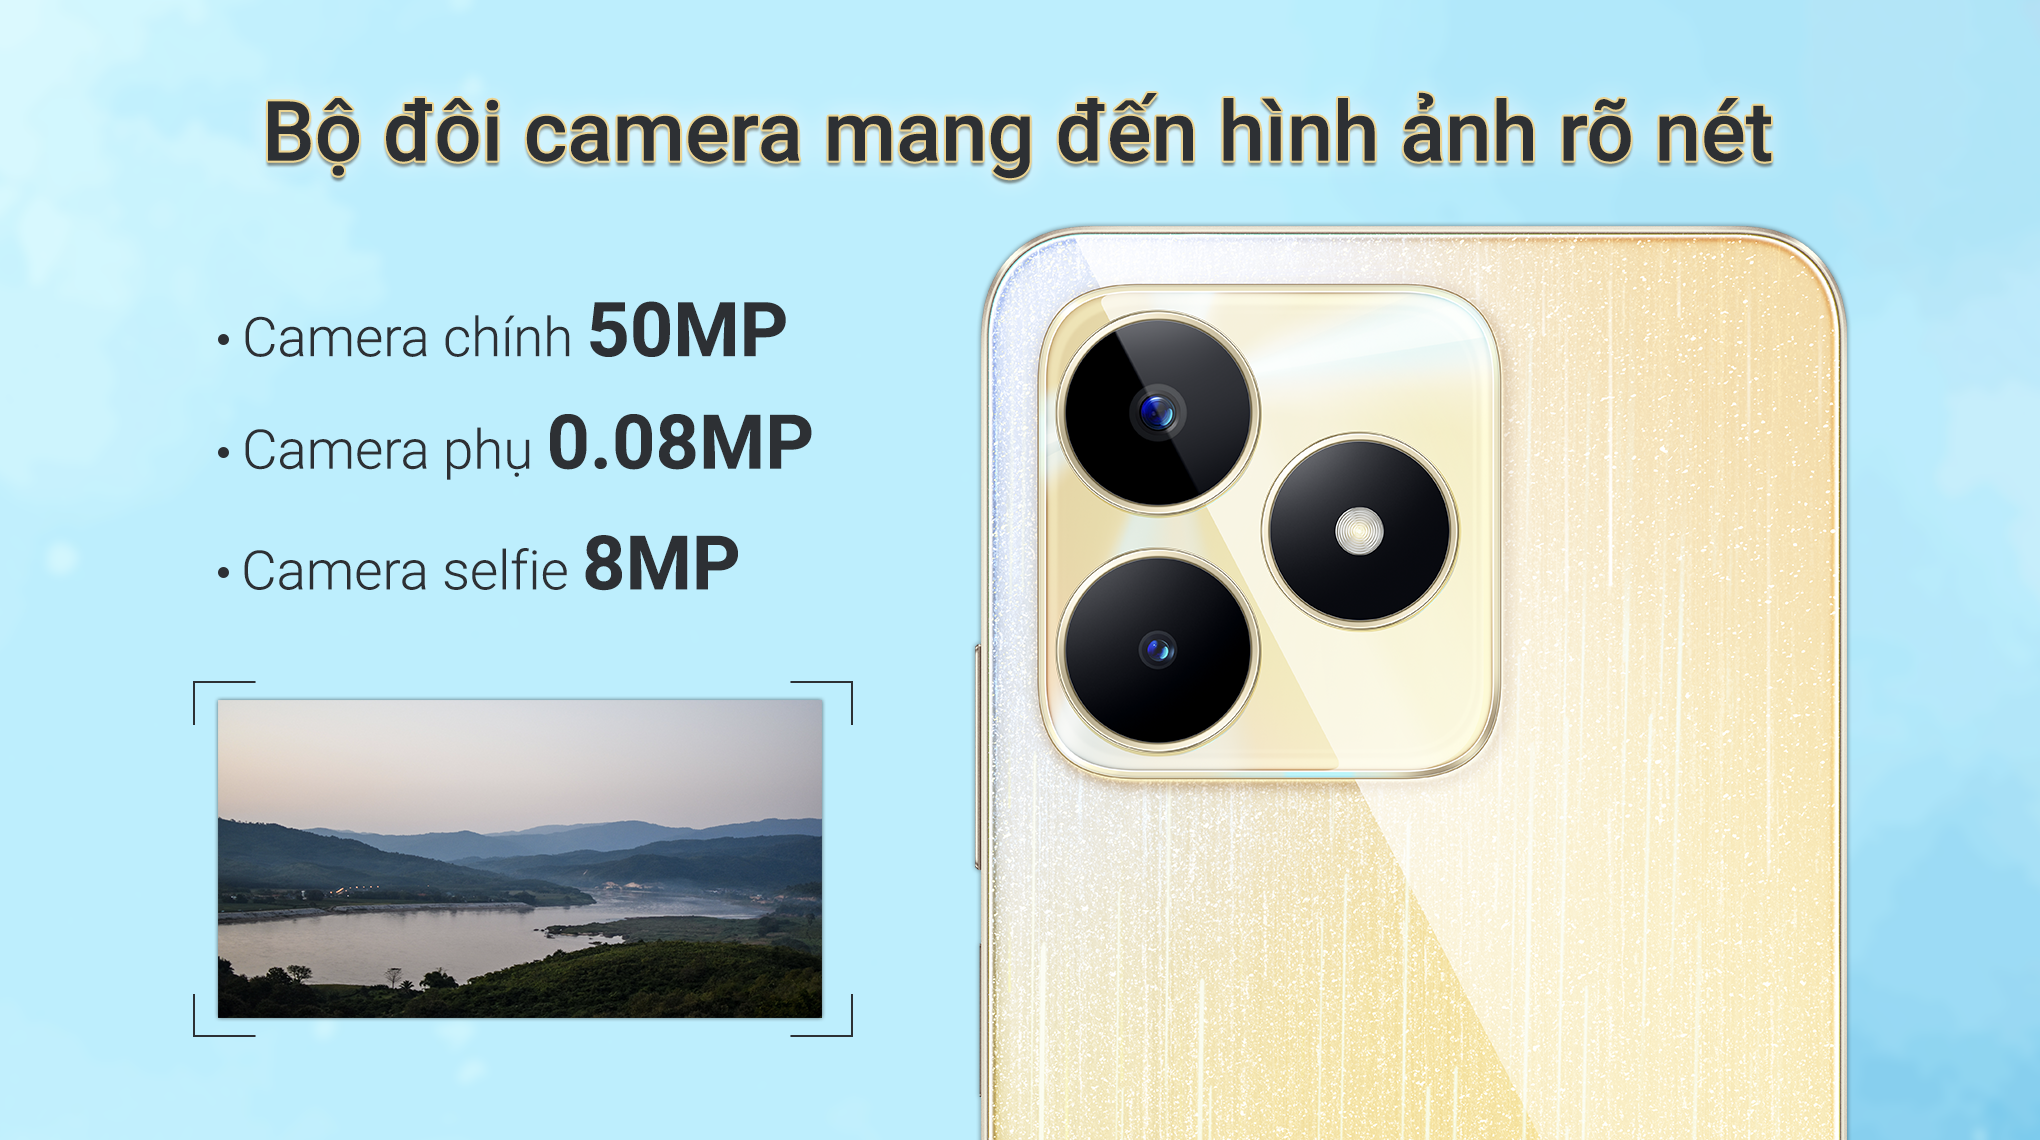 Bộ đôi camera mang đến hình ảnh rõ nét
• Camera chính 50MP
• Camera phụ 0.08MP
• Camera selfie 8MP